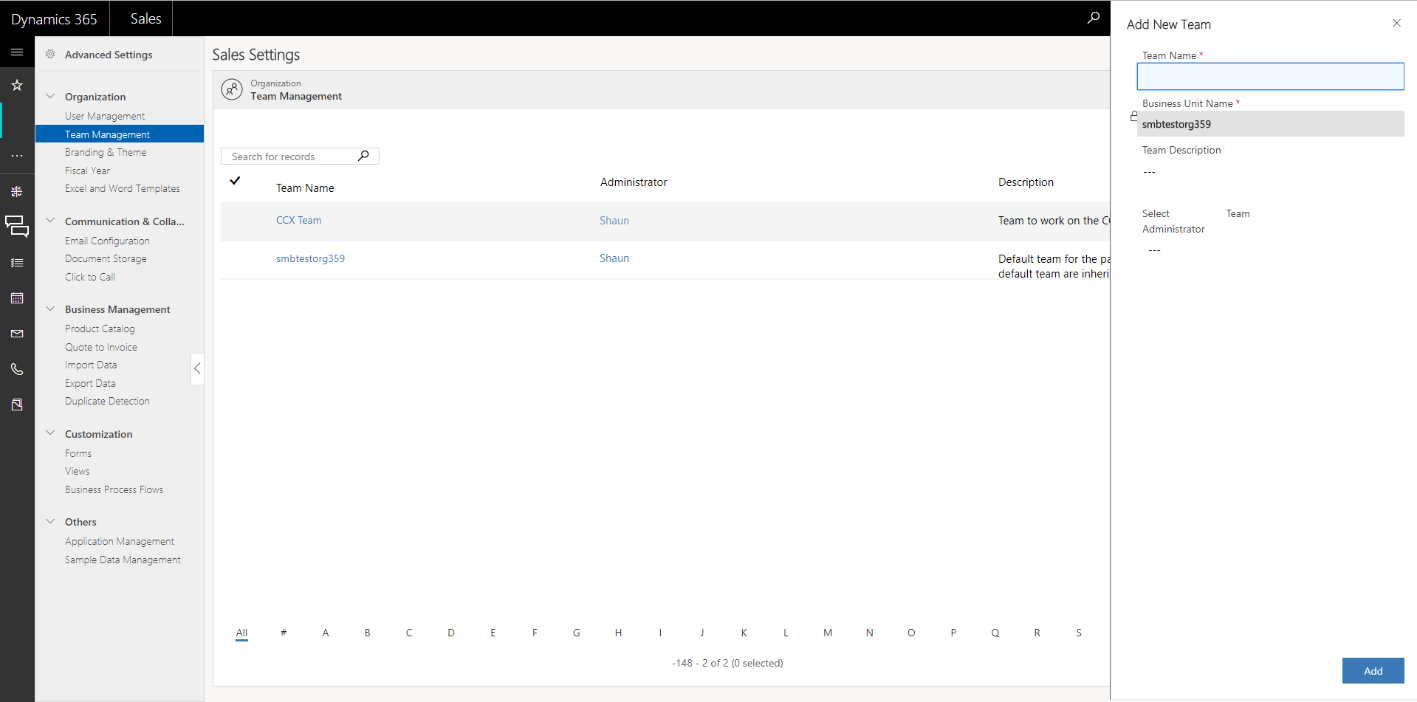 Dynamics 365
Sales
Advanced Settings
Organization
User Management
Team Management
Branding & Theme
Fiscal Year
Excel and Word Templates
Communication & Colla...
Email Configuration
Document Storage
Click to Call
Business Management
Product Catalog
Quote to Invoice
Import Data
Export Data
Duplicate Detection
Customization
Forms
Views
Business Process Flows
Others
Application Management
Sample Data Management
Sales Settings
Organization
Team Management
Search for records
Team Name Administrator Description
CCX Team Shaun Team to work on the
smbtestorg359 Shaun Default team for the
default team are
All # A B C D E F G H I J K L M N O P Q R S
-148 - 2 of 2 (0 selected)
Add New Team
Team Name *
Business Unit Name *
smbtestorg359
Team Description
---
Select Team
Administrator
---
Add